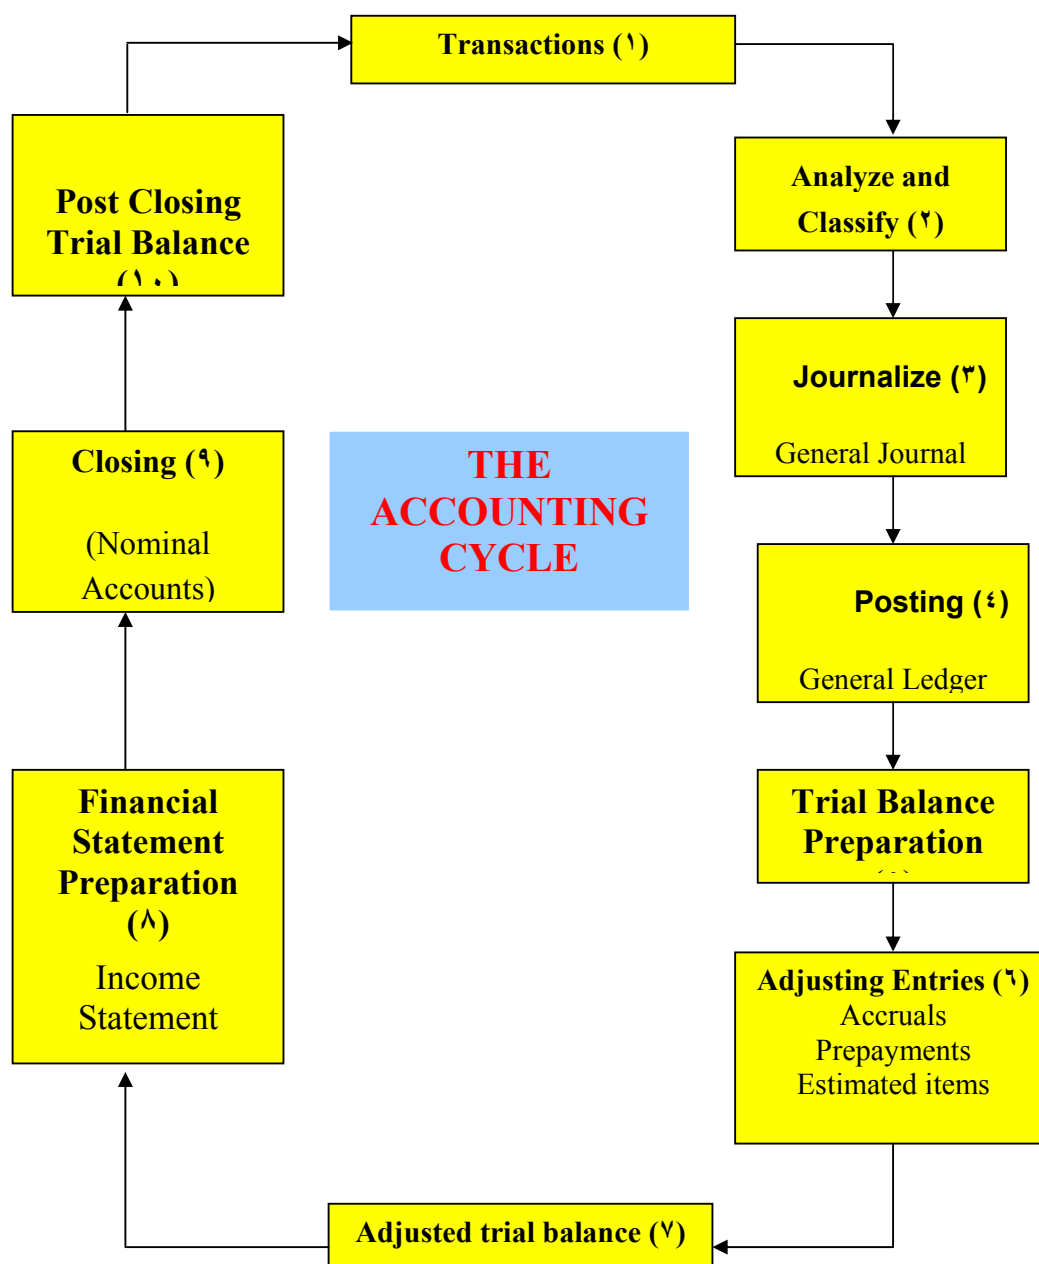 Transactions (١)
Analyze and
Classify (٢)
Journalize (٣)
General Journal
Posting (٤)
General Ledger
Trial Balance
Preparation
Adjusting Entries (٦)
Accruals
Prepayments
Estimated items
Adjusted trial balance (٧)
Financial
Statement
Preparation
(٨)
Income
Statement
Closing (٩)
(Nominal
Accounts)
Post Closing
Trial Balance
(١٠)
THE
ACCOUNTING
CYCLE